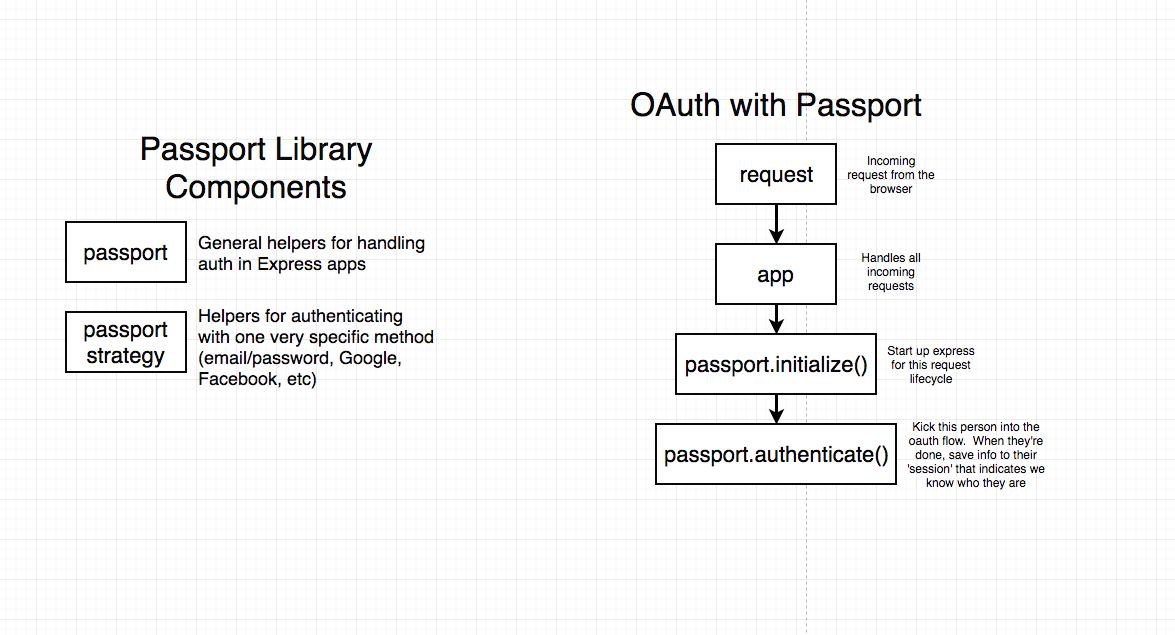 Passport Library
Components
passport
General helpers for handling
auth in Express apps
passport
strategy
Helpers for authenticating
with one very specific method
(email/password, Google,
Facebook, etc)
OAuth with Passport
request
Incoming
request from the
browser
app
Handles all
incoming
requests
passport.initialize()
Start up express
for this request
lifecycle
passport.authenticate()
Kick this person into the
oauth flow.  When they're
done, save info to their
'session' that indicates we
know who they are